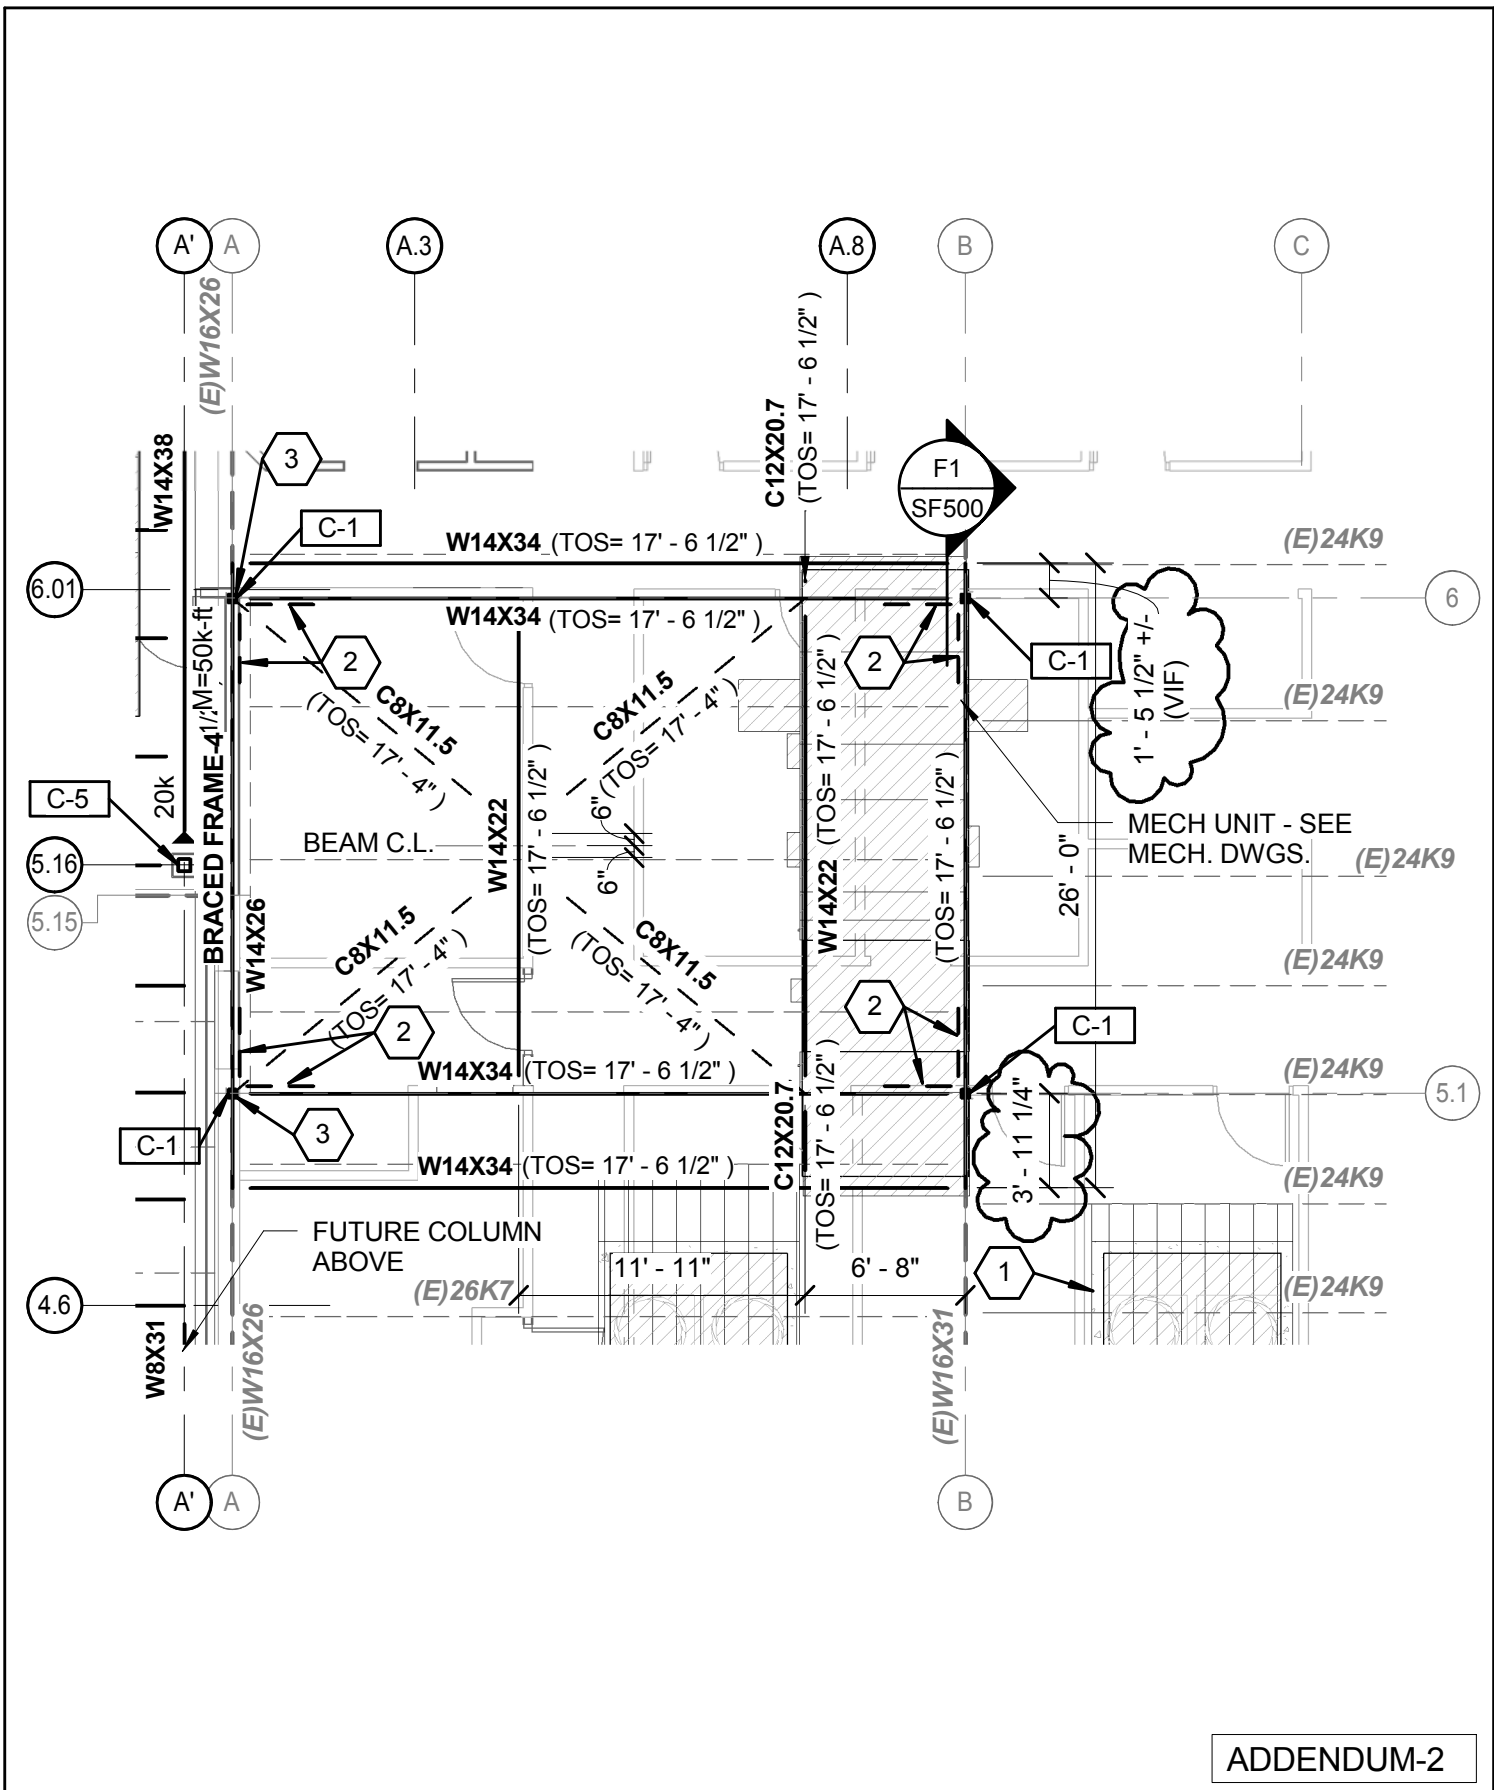 A'
A
A.3
A.8
B
C
(E)W16X26
W14X38
C12X20.7
(TOS= 17' - 6 1/2" )
3
F1
SF500
C-1
W14X34 (TOS= 17' - 6 1/2" )
(E)24K9
6.01
W14X34 (TOS= 17' - 6 1/2" )
6
M=50k-ft
2
2
C-1
1' - 5 1/2" +/-
(VIF)
(E)24K9
C8X11.5
(TOS= 17' - 4" )
C8X11.5
(TOS= 17' - 4" )
BRACED FRAME-4
20k
C-5
W14X22
(TOS= 17' - 6 1/2" )
6"
6"
BEAM C.L.
W14X22 (TOS= 17' - 6 1/2" )
(TOS= 17' - 6 1/2" )
MECH UNIT - SEE
MECH. DWGS.
26' - 0"
(E)24K9
5.16
5.15
W14X26
C8X11.5
(TOS= 17' - 4" )
C8X11.5
(TOS= 17' - 4" )
(E)24K9
2
2
C-1
W14X34 (TOS= 17' - 6 1/2" )
(E)24K9
5.1
C-1
3
C12X20.7
(TOS= 17' - 6 1/2" )
3' - 11 1/4"
W14X34 (TOS= 17' - 6 1/2" )
(E)24K9
FUTURE COLUMN
ABOVE
11' - 11"
6' - 8"
1
(E)26K7
(E)24K9
4.6
W8X31
(E)W16X26
(E)W16X31
A'
A
B
ADDENDUM-2